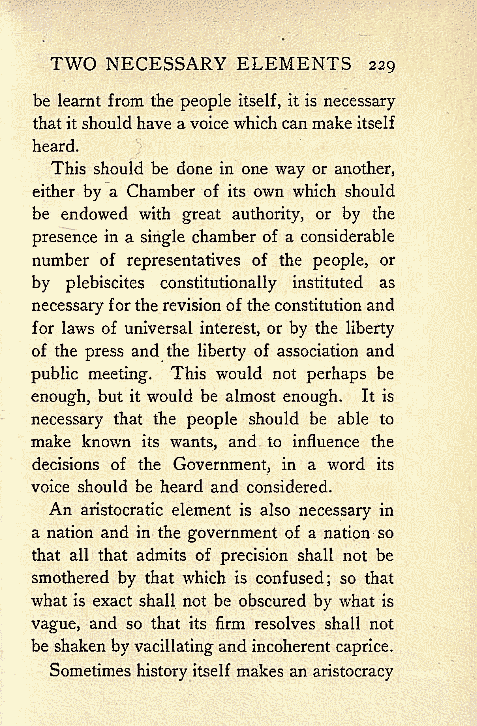 TWO NECESSARY ELEMENTS 229
be learnt from the people itself, it is necessary
that it should have a voice which can make itself
heard.
This should be done in one way or another,
either by a Chamber of its own which should
be endowed with great authority, or by the
presence in a single chamber of a considerable
number of representatives of the people, or
by plebiscites constitutionally instituted as
necessary for the revision of the constitution and
for laws of universal interest, or by the liberty
of the press and the liberty of association and
public meeting. This would not perhaps be
enough, but it would be almost enough. It is
necessary that the people should be able to
make known its wants, and to influence the
decisions of the Government, in a word its
voice should be heard and considered.
An aristocratic element is also necessary in
a nation and in the government of a nation so
that all that admits of precision shall not be
smothered by that which is confused; so that
what is exact shall not be obscured by what is
vague, and so that its firm resolves shall not
be shaken by vacillating and incoherent caprice.
Sometimes history itself makes an aristocracy